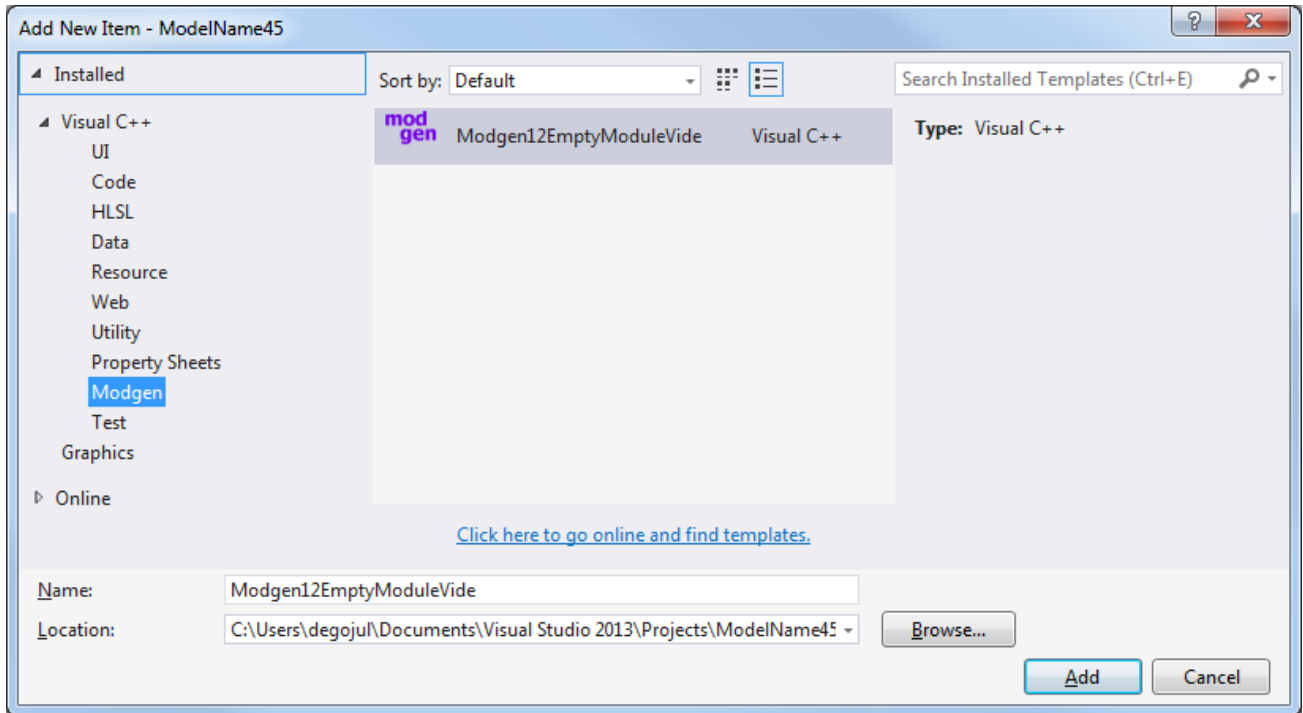 Add New Item - ModelName45
Installed
Sort by: Default
Search Installed Templates (Ctrl+E)
Visual C++
UI
Code
HLSL
Data
Resource
Web
Utility
Property Sheets
Modgen
Test
Graphics
Online
mod
gen
Modgen12EmptyModuleVide Visual C++
Type: Visual C++
Click here to go online and find templates.
Name: Modgen12EmptyModuleVide
Location: C:\Users\degojul\Documents\Visual Studio 2013\Projects\ModelName45
Browse...
Add Cancel